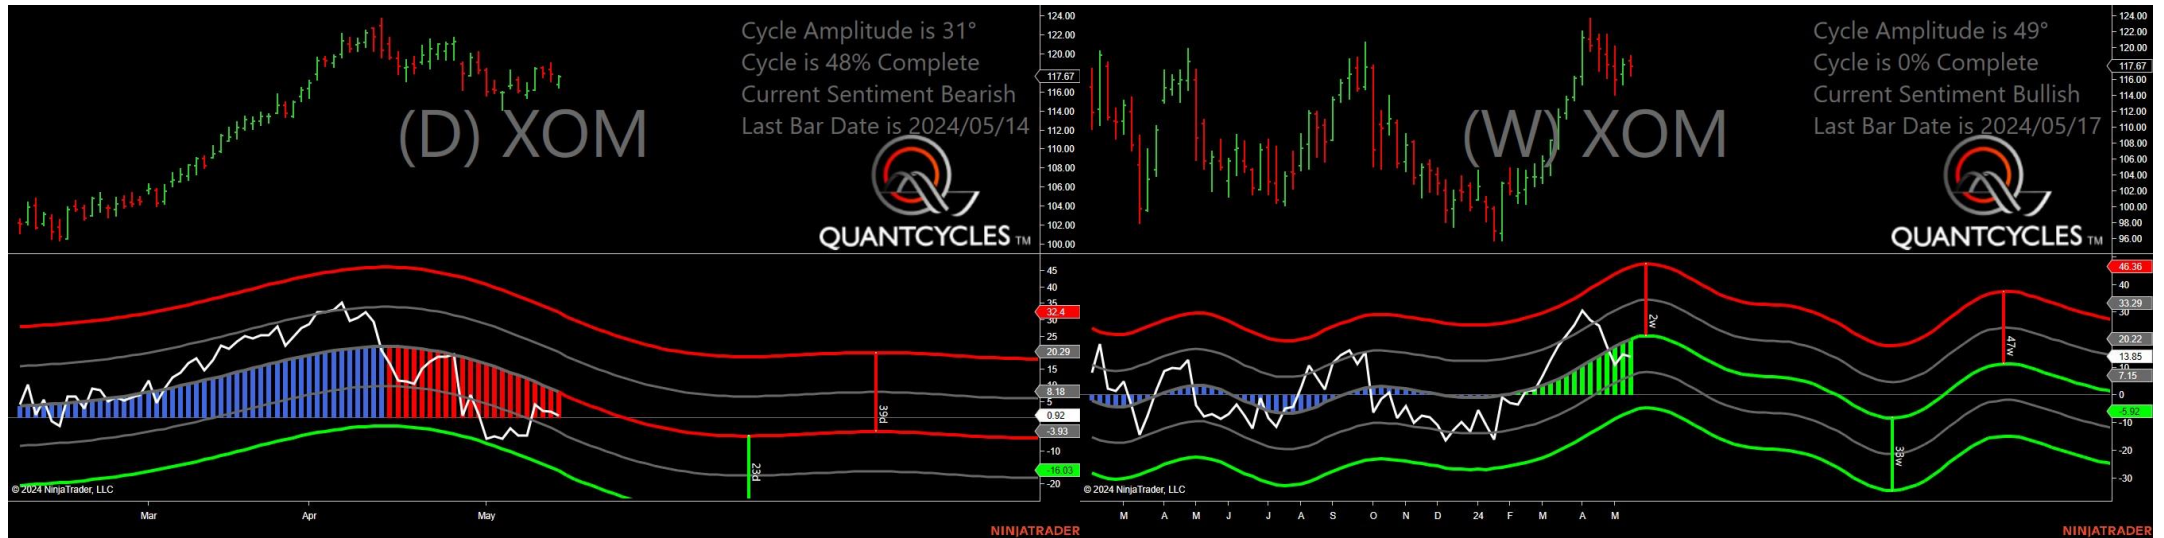 Cycle Amplitude is 31°
Cycle is 48% Complete
Current Sentiment Bearish
Last Bar Date is 2024/05/14
(D) XOM
QUANTCYCLES TM
124.00
122.00
120.00
117.67
116.00
114.00
112.00
110.00
108.00
106.00
104.00
102.00
100.00
45
40
35
32.4
30
25
20.29
15
10
8.18
5
0.92
-3.93
-10
-16.03
-20
39d
23d
© 2024 NinjaTrader, LLC
Mar Apr May
NINJATRADER
Cycle Amplitude is 49°
Cycle is 0% Complete
Current Sentiment Bullish
Last Bar Date is 2024/05/17
(W) XOM
QUANTCYCLES TM
124.00
122.00
120.00
117.67
116.00
114.00
112.00
110.00
108.00
106.00
104.00
102.00
100.00
98.00
96.00
46.36
40
33.29
30
20.22
13.85
10
7.15
0
-5.92
-10
-20
-30
2w
47w
38w
© 2024 NinjaTrader, LLC
M A M J J A S O N D 24 F M A M
NINJATRADER